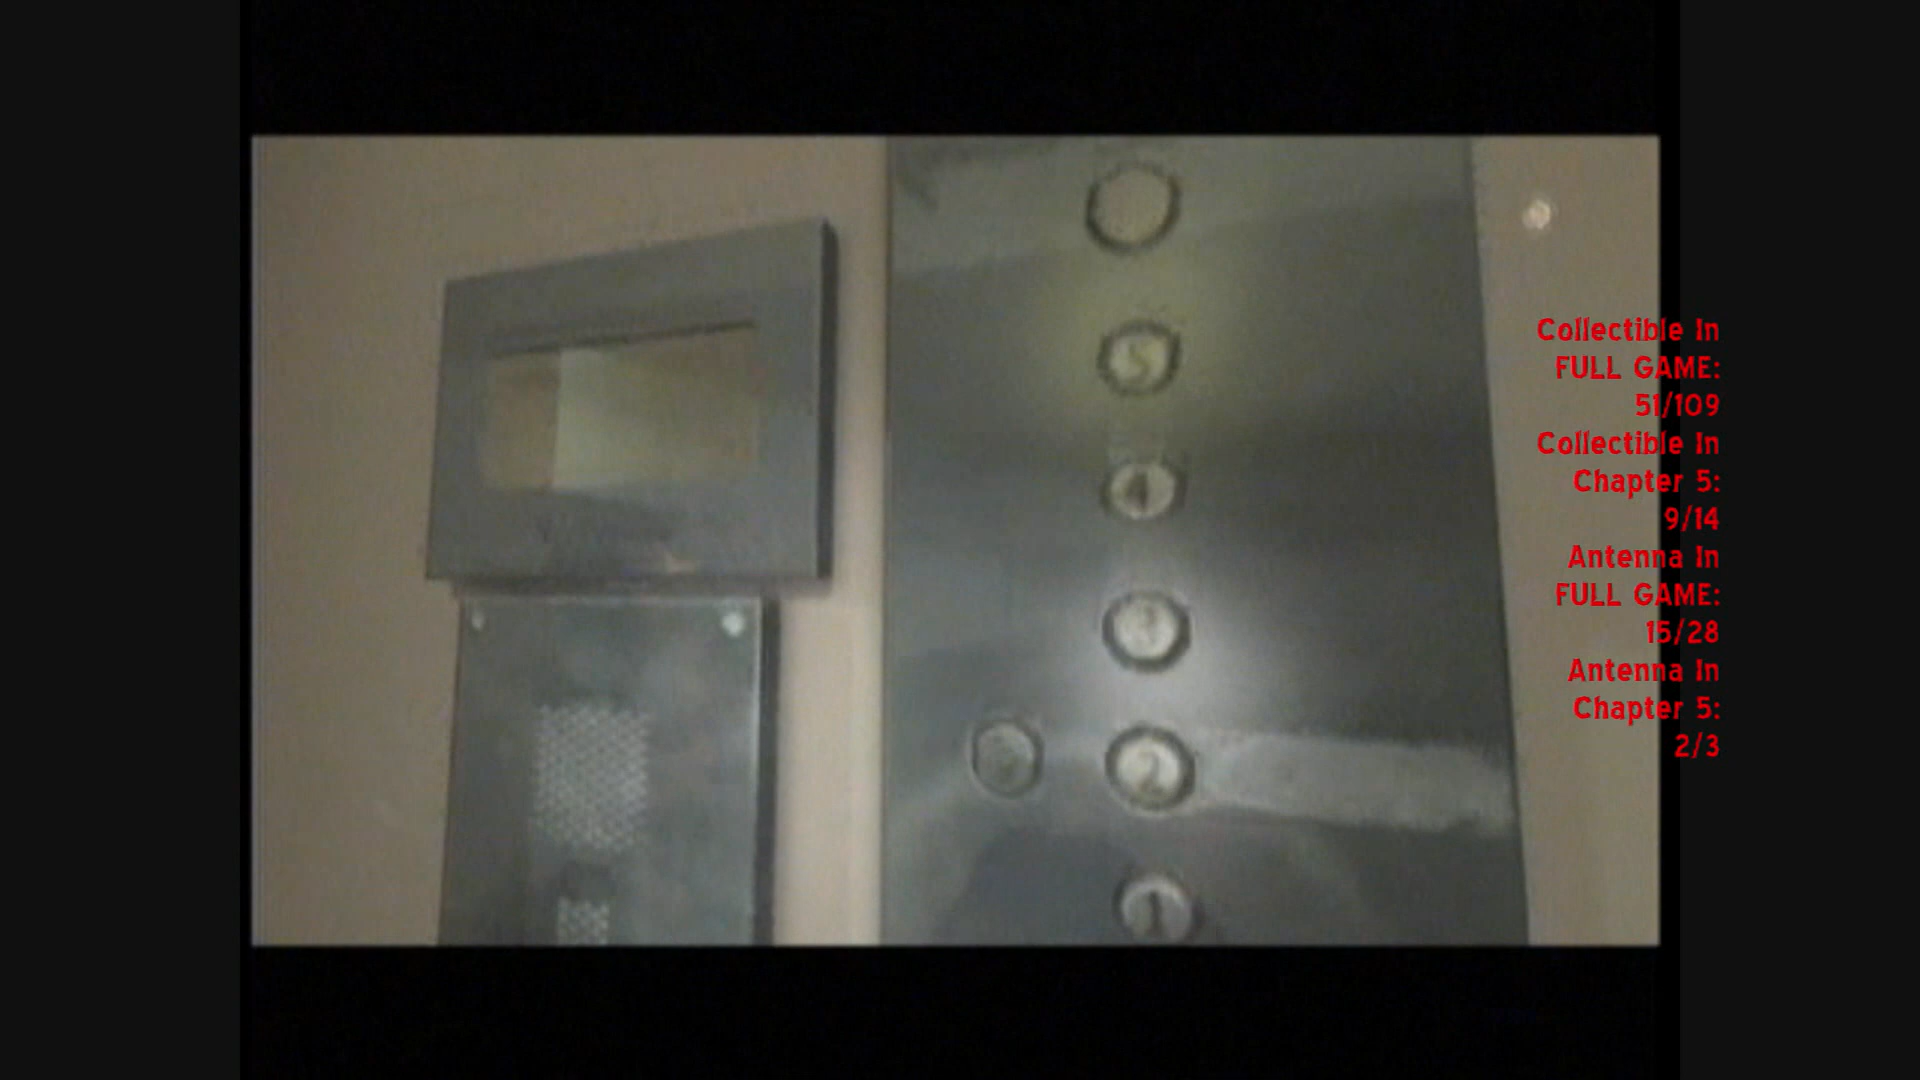 5
4
3
2
1
Collectible In
FULL GAME:
51/109
Collectible In
Chapter 5:
9/14
Antenna In
FULL GAME:
15/28
Antenna In
Chapter 5:
2/3